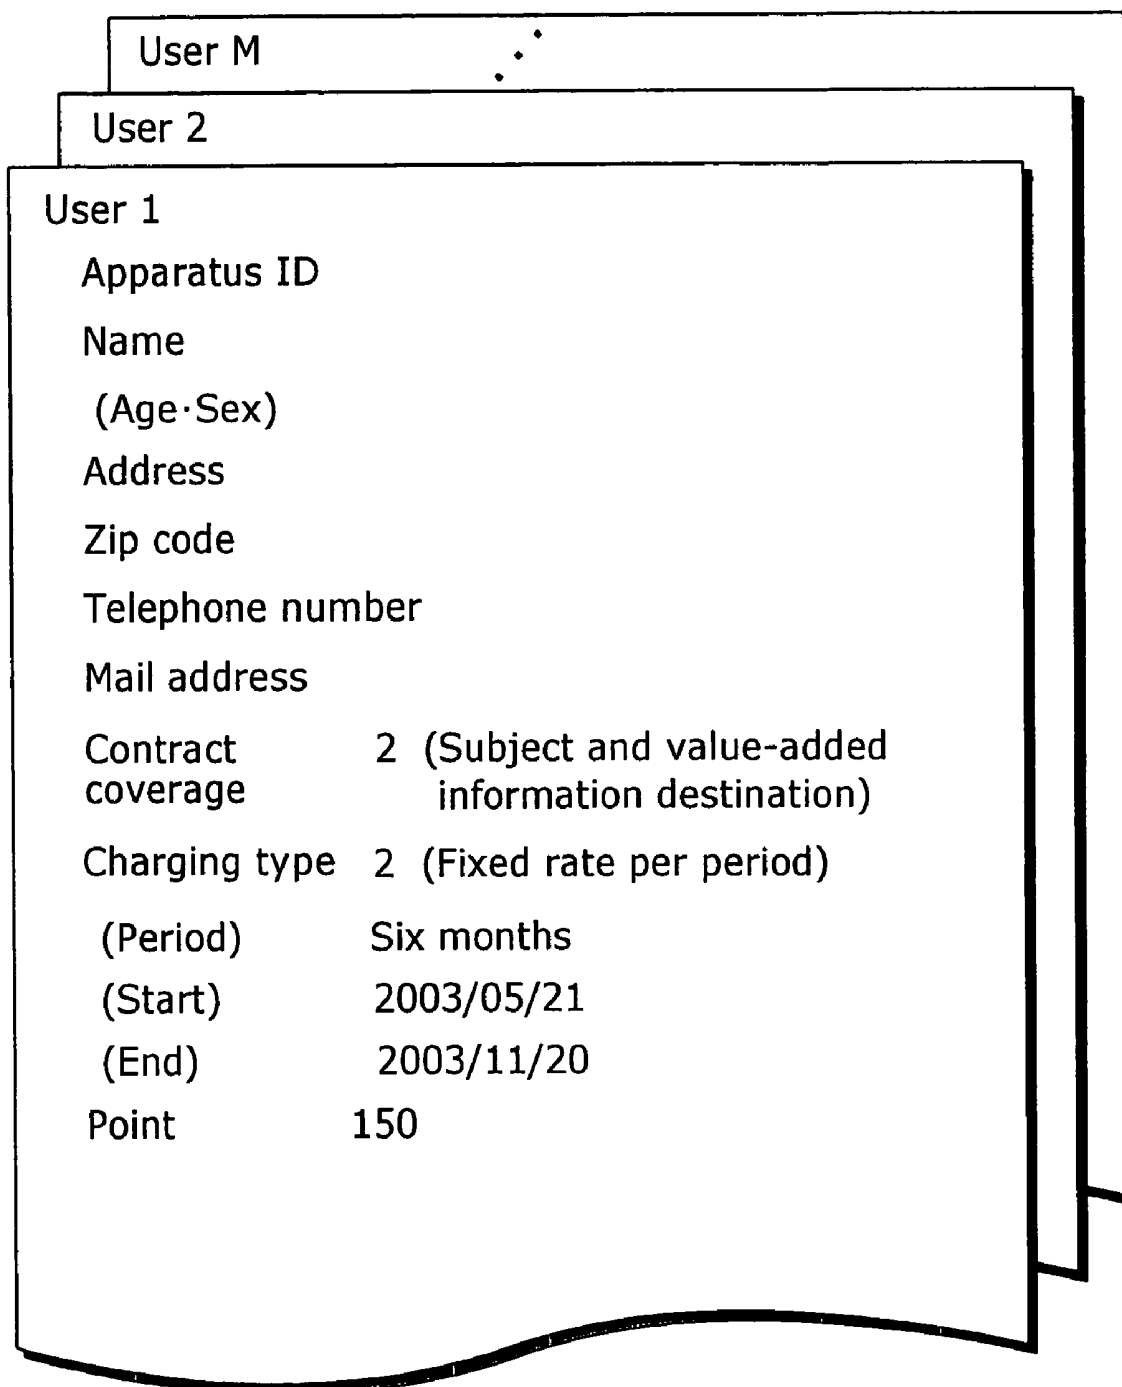 User M
User 2
User 1
Apparatus ID
Name
(Age·Sex)
Address
Zip code
Telephone number
Mail address
Contract coverage 2 (Subject and value-added
information destination)
Charging type 2 (Fixed rate per period)
(Period) Six months
(Start) 2003/05/21
(End) 2003/11/20
Point 150